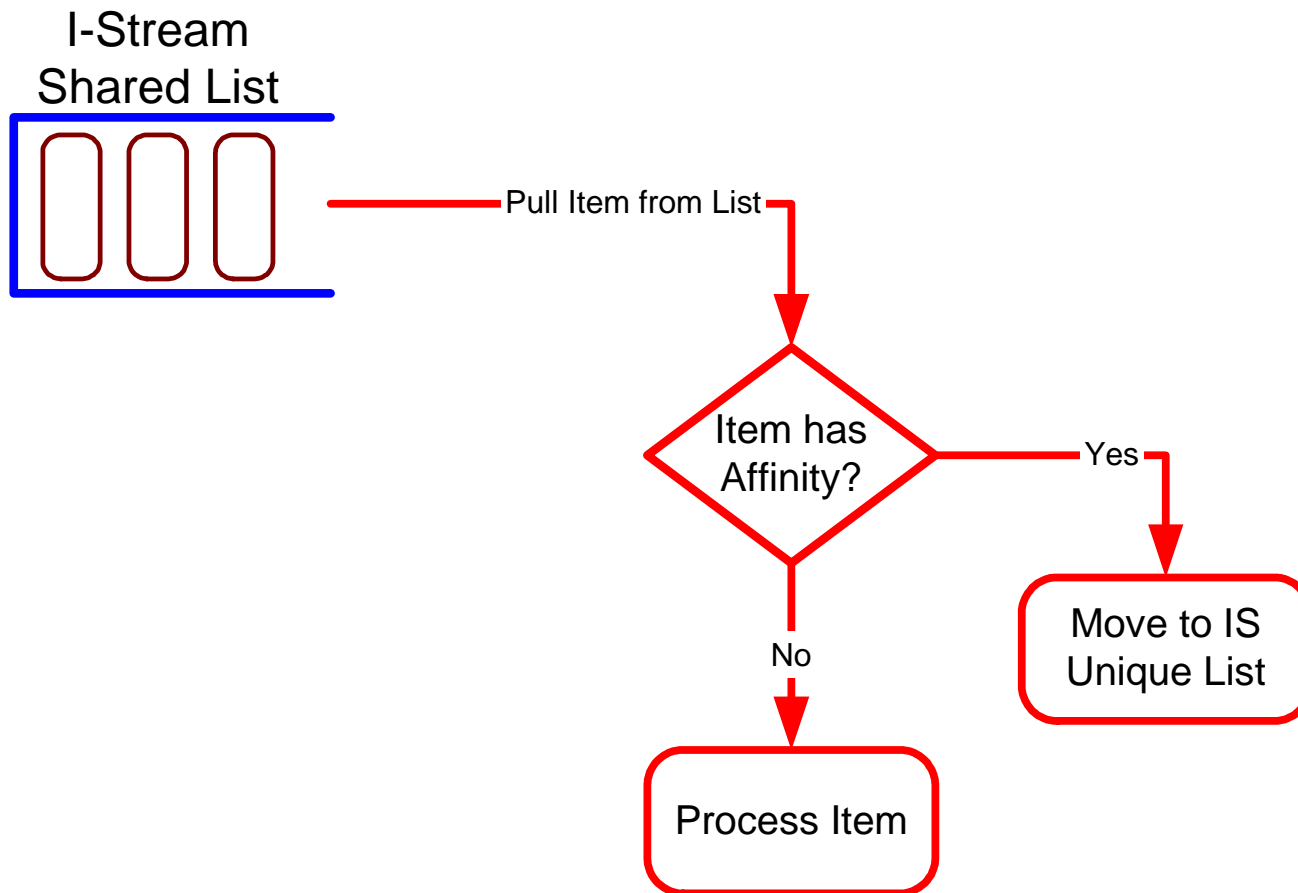 I-Stream
Shared List
Pull Item from List
Item has
Affinity?
Yes
Move to IS
Unique List
No
Process Item